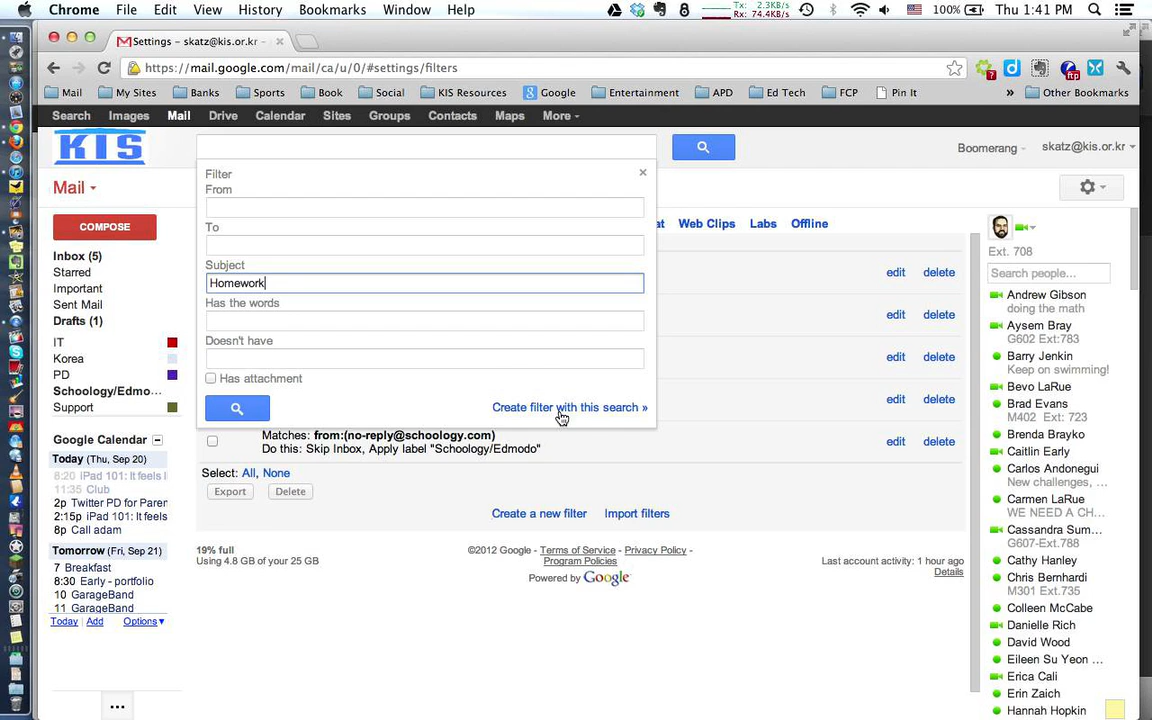 Chrome File Edit View History Bookmarks Window Help
Tx: 2.3KB/s
Rx: 74.4KB/s
100% Thu 1:41 PM
Settings – skatz@kis.or.kr –
https://mail.google.com/mail/ca/u/0/#settings/filters
Mail My Sites Banks Sports Book Social KIS Resources Google Entertainment APD Ed Tech FCP Pin It » Other Bookmarks
Search Images Mail Drive Calendar Sites Groups Contacts Maps More
KIS
Boomerang
skatz@kis.or.kr
Mail
COMPOSE
Inbox (5)
Starred
Important
Sent Mail
Drafts (1)
IT
Korea
PD
Schoology/Edmo...
Support
Google Calendar
Today (Thu, Sep 20)
8:20 iPad 101: It feels l
11:35 Club
2p Twitter PD for Paren
2:15p iPad 101: It feels
8p Call adam
Tomorrow (Fri, Sep 21)
7 Breakfast
8:30 Early - portfolio
10 GarageBand
11 GarageBand
Today Add Options▼
Filter
From
To
Subject
Homework
Has the words
Doesn't have
Has attachment
Create filter with this search »
at Web Clips Labs Offline
edit delete
edit delete
edit delete
edit delete
Matches: from:(no-reply@schoology.com)
Do this: Skip Inbox, Apply label "Schoology/Edmodo"
edit delete
Select: All, None
Export Delete
Create a new filter Import filters
19% full
Using 4.8 GB of your 25 GB
©2012 Google - Terms of Service - Privacy Policy -
Program Policies
Powered by Google
Last account activity: 1 hour ago
Details
Ext. 708
Search people...
Andrew Gibson
doing the math
Aysem Bray
G602 Ext:783
Barry Jenkin
Keep on swimming!
Bevo LaRue
Brad Evans
M402 Ext: 723
Brenda Brayko
Caitlin Early
Carlos Andonegui
New challenges, ...
Carmen LaRue
WE NEED A CH...
Cassandra Sum...
G607-Ext.788
Cathy Hanley
Chris Bernhardi
M301 Ext.735
Colleen McCabe
Danielle Rich
David Wood
Eileen Su Yeon ...
Erica Cali
Erin Zaich
Hannah Hopkin